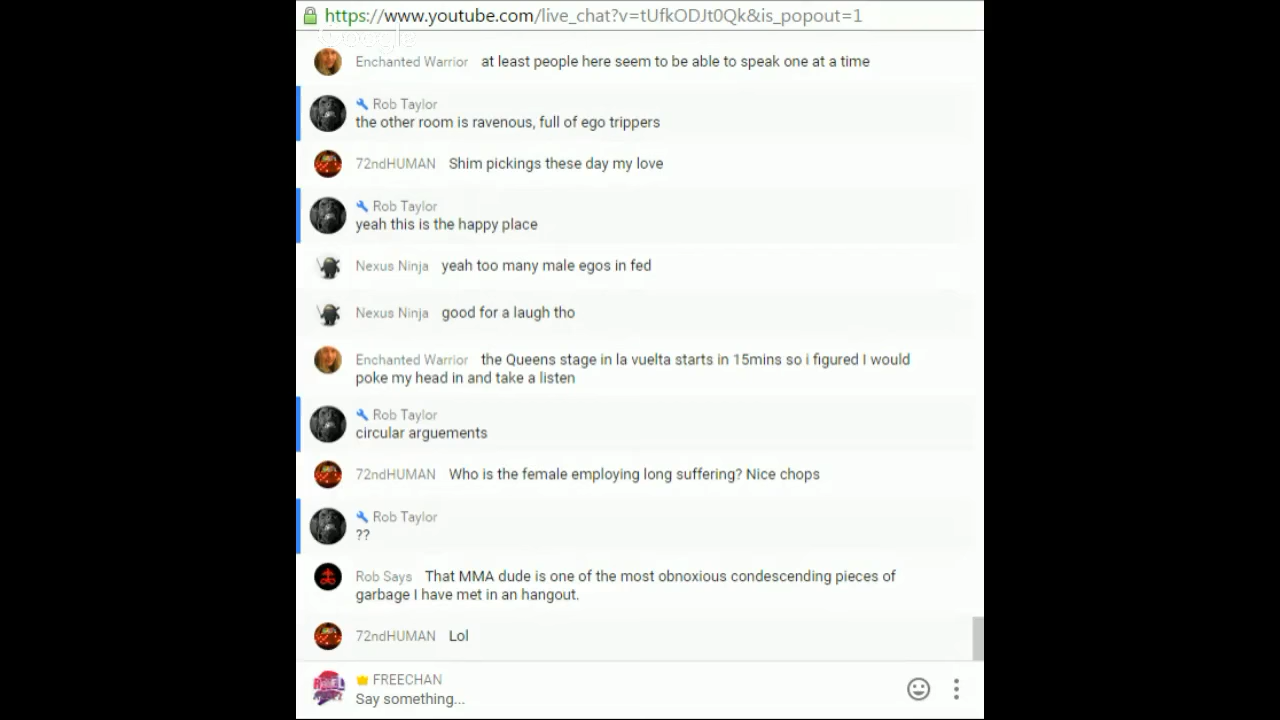 https://www.youtube.com/live_chat?v=tUfkODJt0Qk&is_popout=1
Google
Enchanted Warrior at least people here seem to be able to speak one at a time
Rob Taylor
the other room is ravenous, full of ego trippers
72ndHUMAN Shim pickings these day my love
Rob Taylor
yeah this is the happy place
Nexus Ninja yeah too many male egos in fed
Nexus Ninja good for a laugh tho
Enchanted Warrior the Queens stage in la vuelta starts in 15mins so i figured I would
poke my head in and take a listen
Rob Taylor
circular arguements
72ndHUMAN Who is the female employing long suffering? Nice chops
Rob Taylor
??
Rob Says That MMA dude is one of the most obnoxious condescending pieces of
garbage I have met in an hangout.
72ndHUMAN Lol
FREECHAN
Say something...